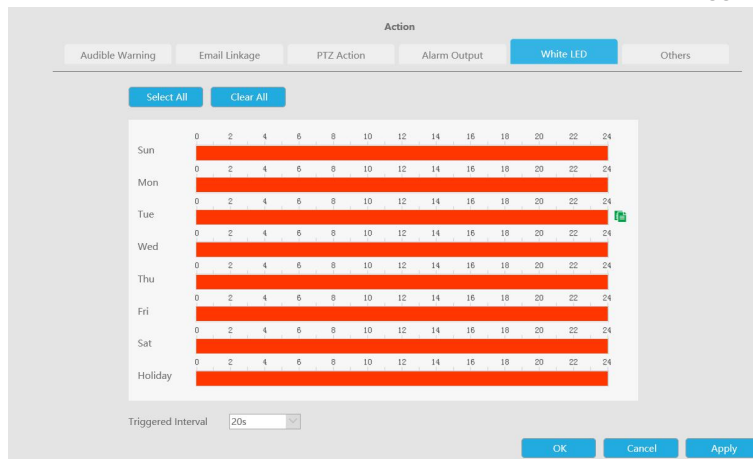 Action
Audible Warning Email Linkage PTZ Action Alarm Output White LED Others
Select All Clear All
0 2 4 6 8 10 12 14 16 18 20 22 24
Sun
0 2 4 6 8 10 12 14 16 18 20 22 24
Mon
0 2 4 6 8 10 12 14 16 18 20 22 24
Tue
0 2 4 6 8 10 12 14 16 18 20 22 24
Wed
0 2 4 6 8 10 12 14 16 18 20 22 24
Thu
0 2 4 6 8 10 12 14 16 18 20 22 24
Fri
0 2 4 6 8 10 12 14 16 18 20 22 24
Sat
0 2 4 6 8 10 12 14 16 18 20 22 24
Holiday
Triggered Interval 20s
OK Cancel Apply